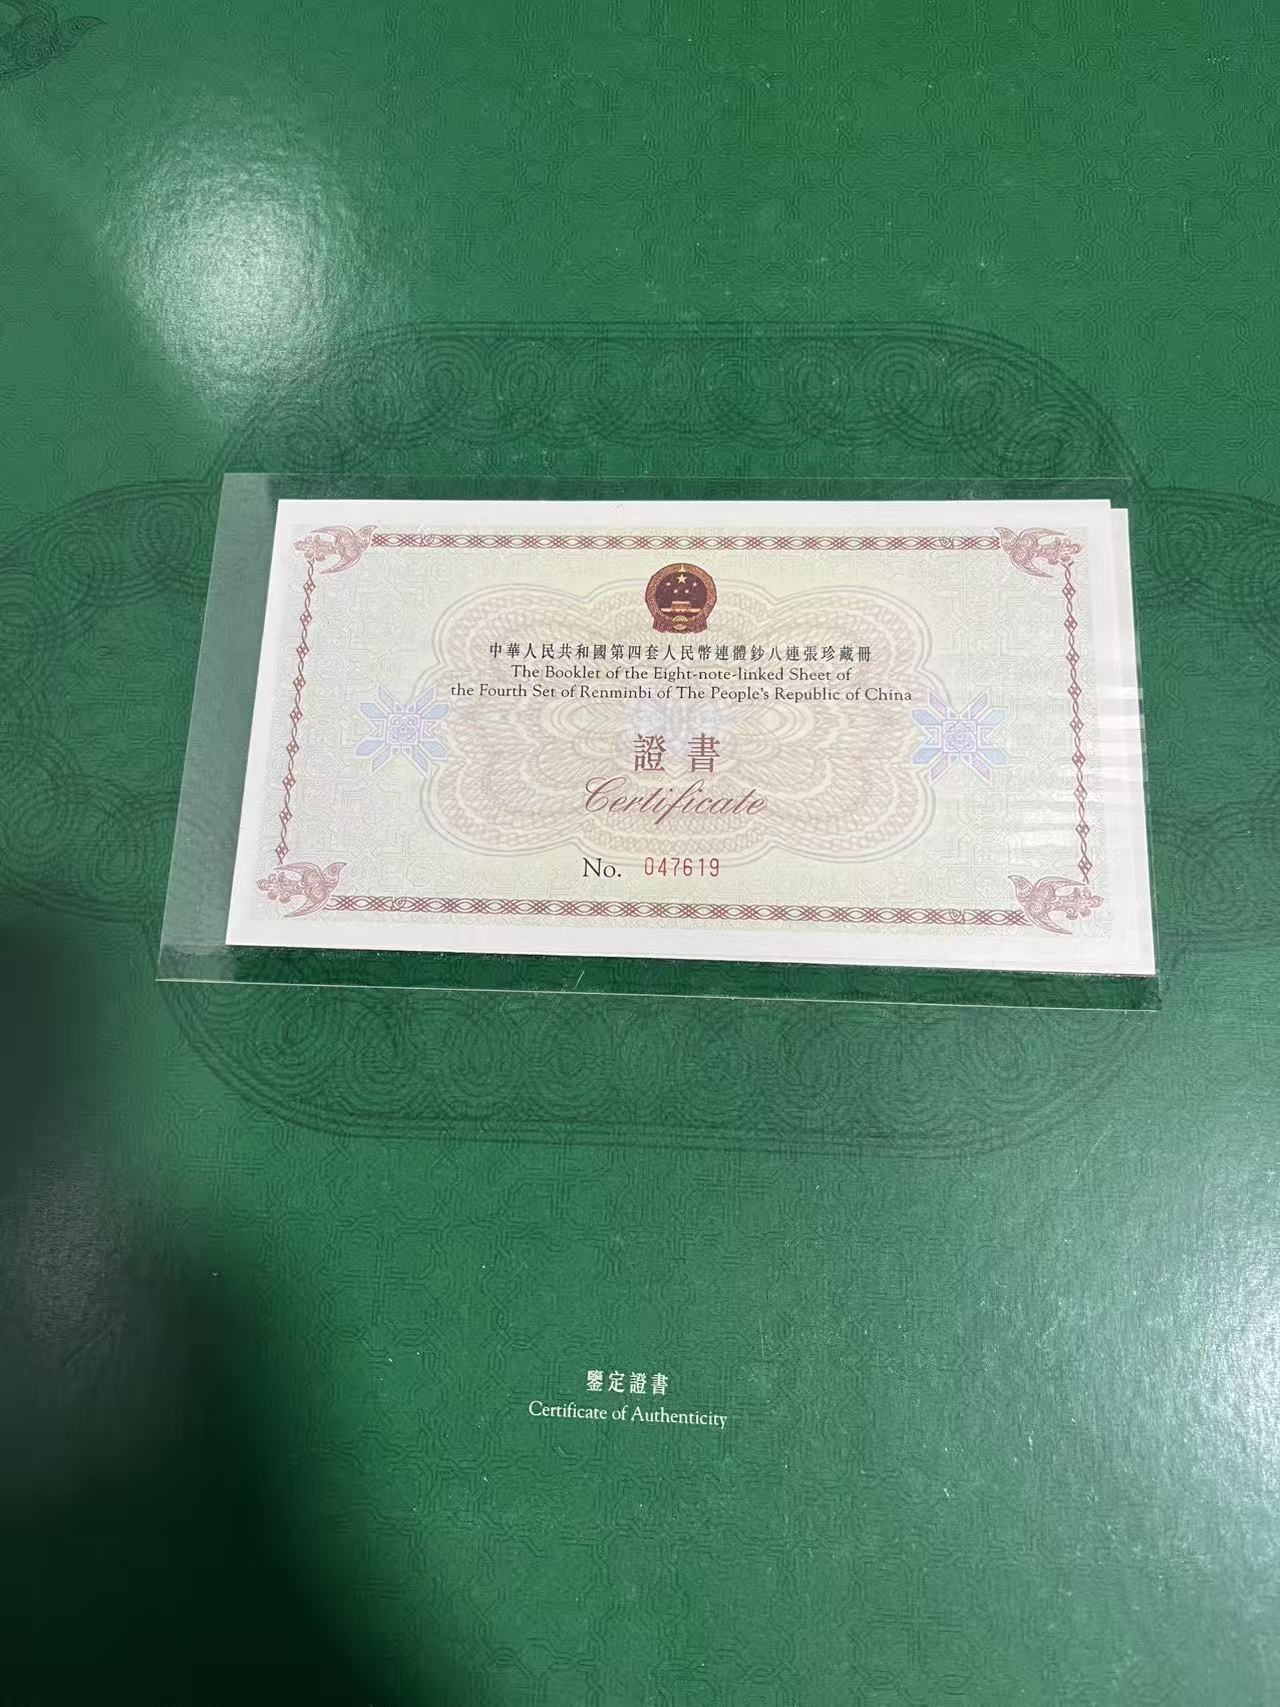 中華人民共和國第四套人民幣連體鈔八連張珍藏冊
The Booklet of the Eight-note-linked Sheet of
the Fourth Set of Renminbi of The People's Republic of China
證書
Certificate
No. 047619
鑒定證書
Certificate of Authenticity